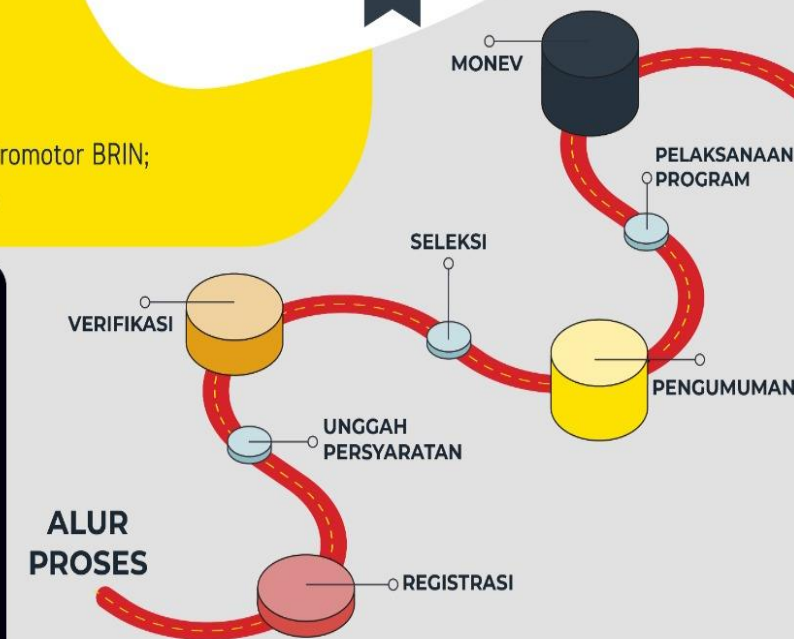 romotor BRIN;
MONEV
PELAKSANAAN
PROGRAM
SELEKSI
VERIFIKASI
PENGUMUMAN
UNGGAH
PERSYARATAN
ALUR
PROSES
REGISTRASI